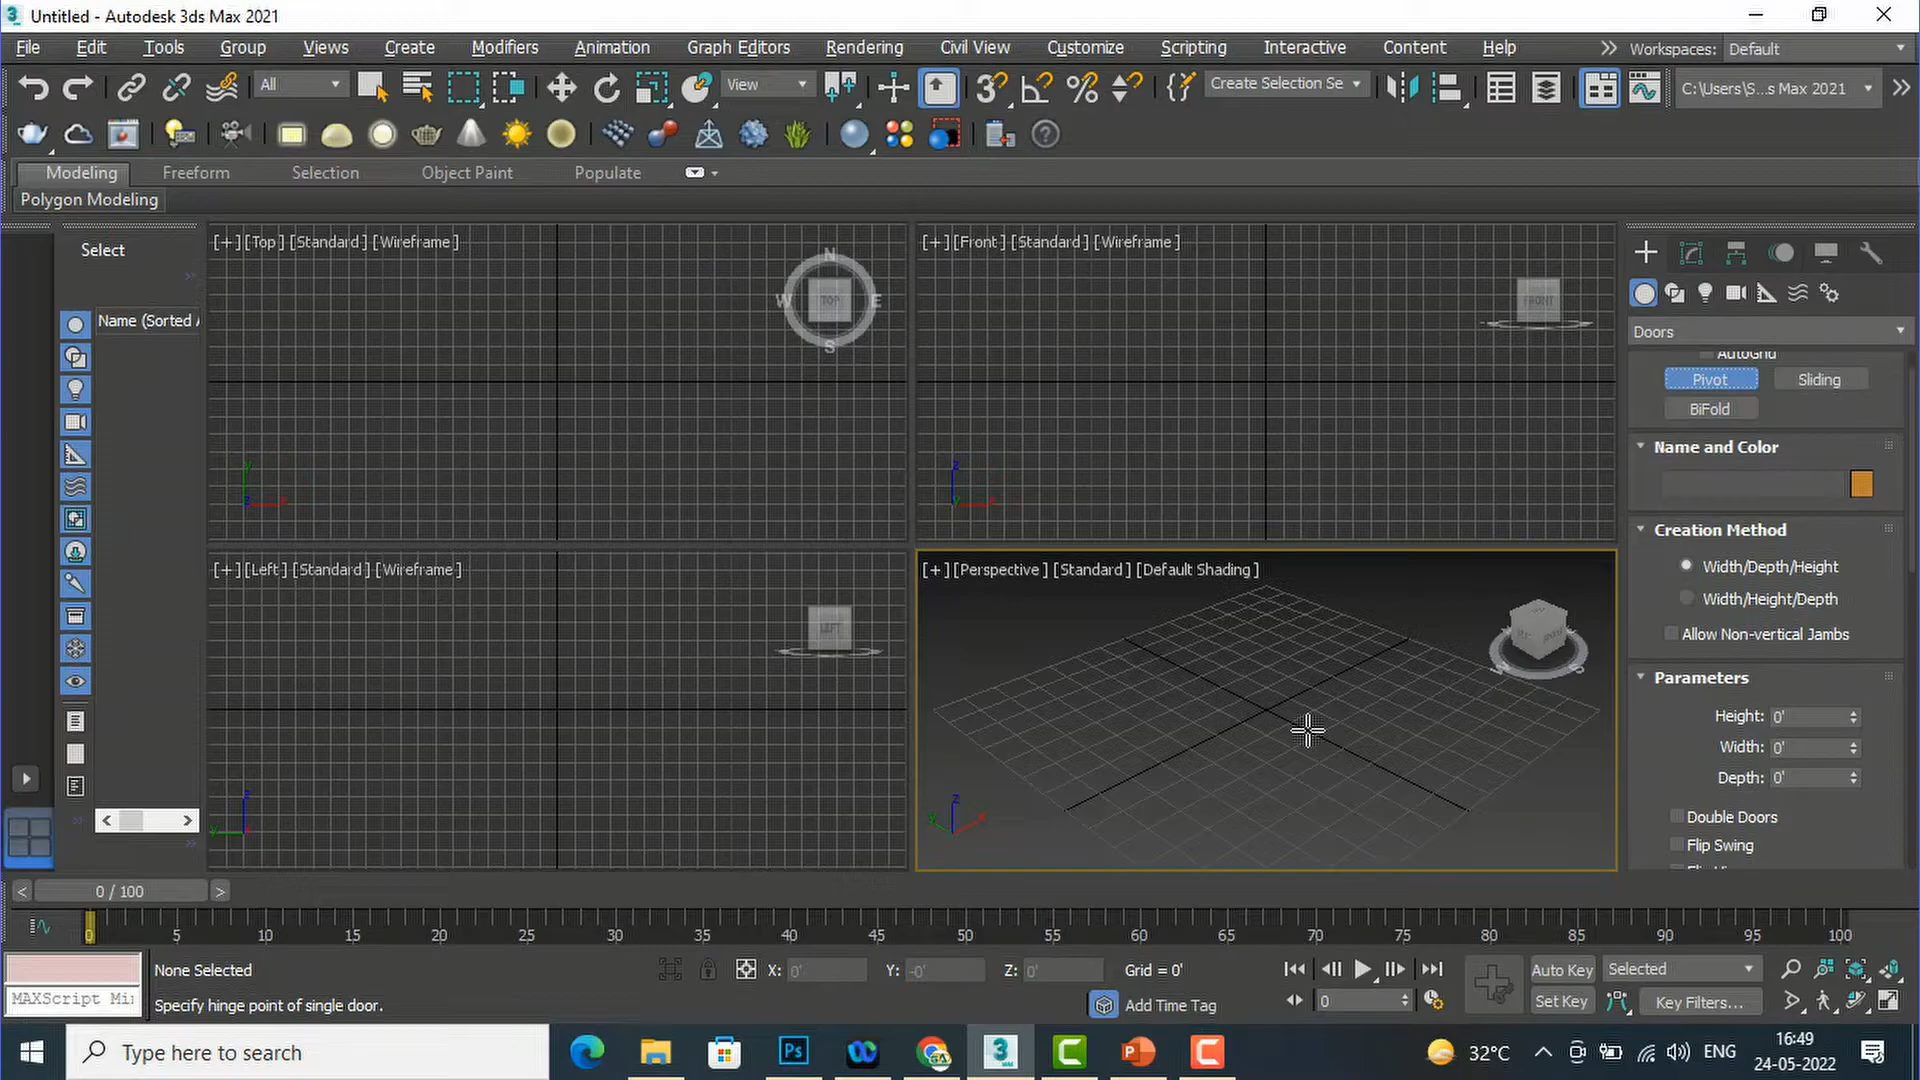 Untitled - Autodesk 3ds Max 2021
File Edit Tools Group Views Create Modifiers Animation Graph Editors Rendering Civil View Customize Scripting Interactive Content Help Workspaces: Default
All View Create Selection Se C:\Users\S...s Max 2021
Modeling Freeform Selection Object Paint Populate
Polygon Modeling
Select
Name (Sorted A
[+][Top][Standard][Wireframe]
N
W TOP E
S
[+][Front][Standard][Wireframe]
FRONT
y
z x
z
y x
[+][Left][Standard][Wireframe]
LEFT
z
y x
[+][Perspective][Standard][Default Shading]
z
y x
Doors
AutoGrid
Pivot Sliding
BiFold
Name and Color
Creation Method
Width/Depth/Height
Width/Height/Depth
Allow Non-vertical Jambs
Parameters
Height: 0'
Width: 0'
Depth: 0'
Double Doors
Flip Swing
< 0 / 100 >
0 5 10 15 20 25 30 35 40 45 50 55 60 65 70 75 80 85 90 95 100
None Selected X: 0' Y: -0' Z: 0' Grid = 0' Auto Key Selected
MAXScript Mi
Specify hinge point of single door. Add Time Tag 0 Set Key Key Filters...
Type here to search
Ps
3
32°C ENG
16:49
24-05-2022